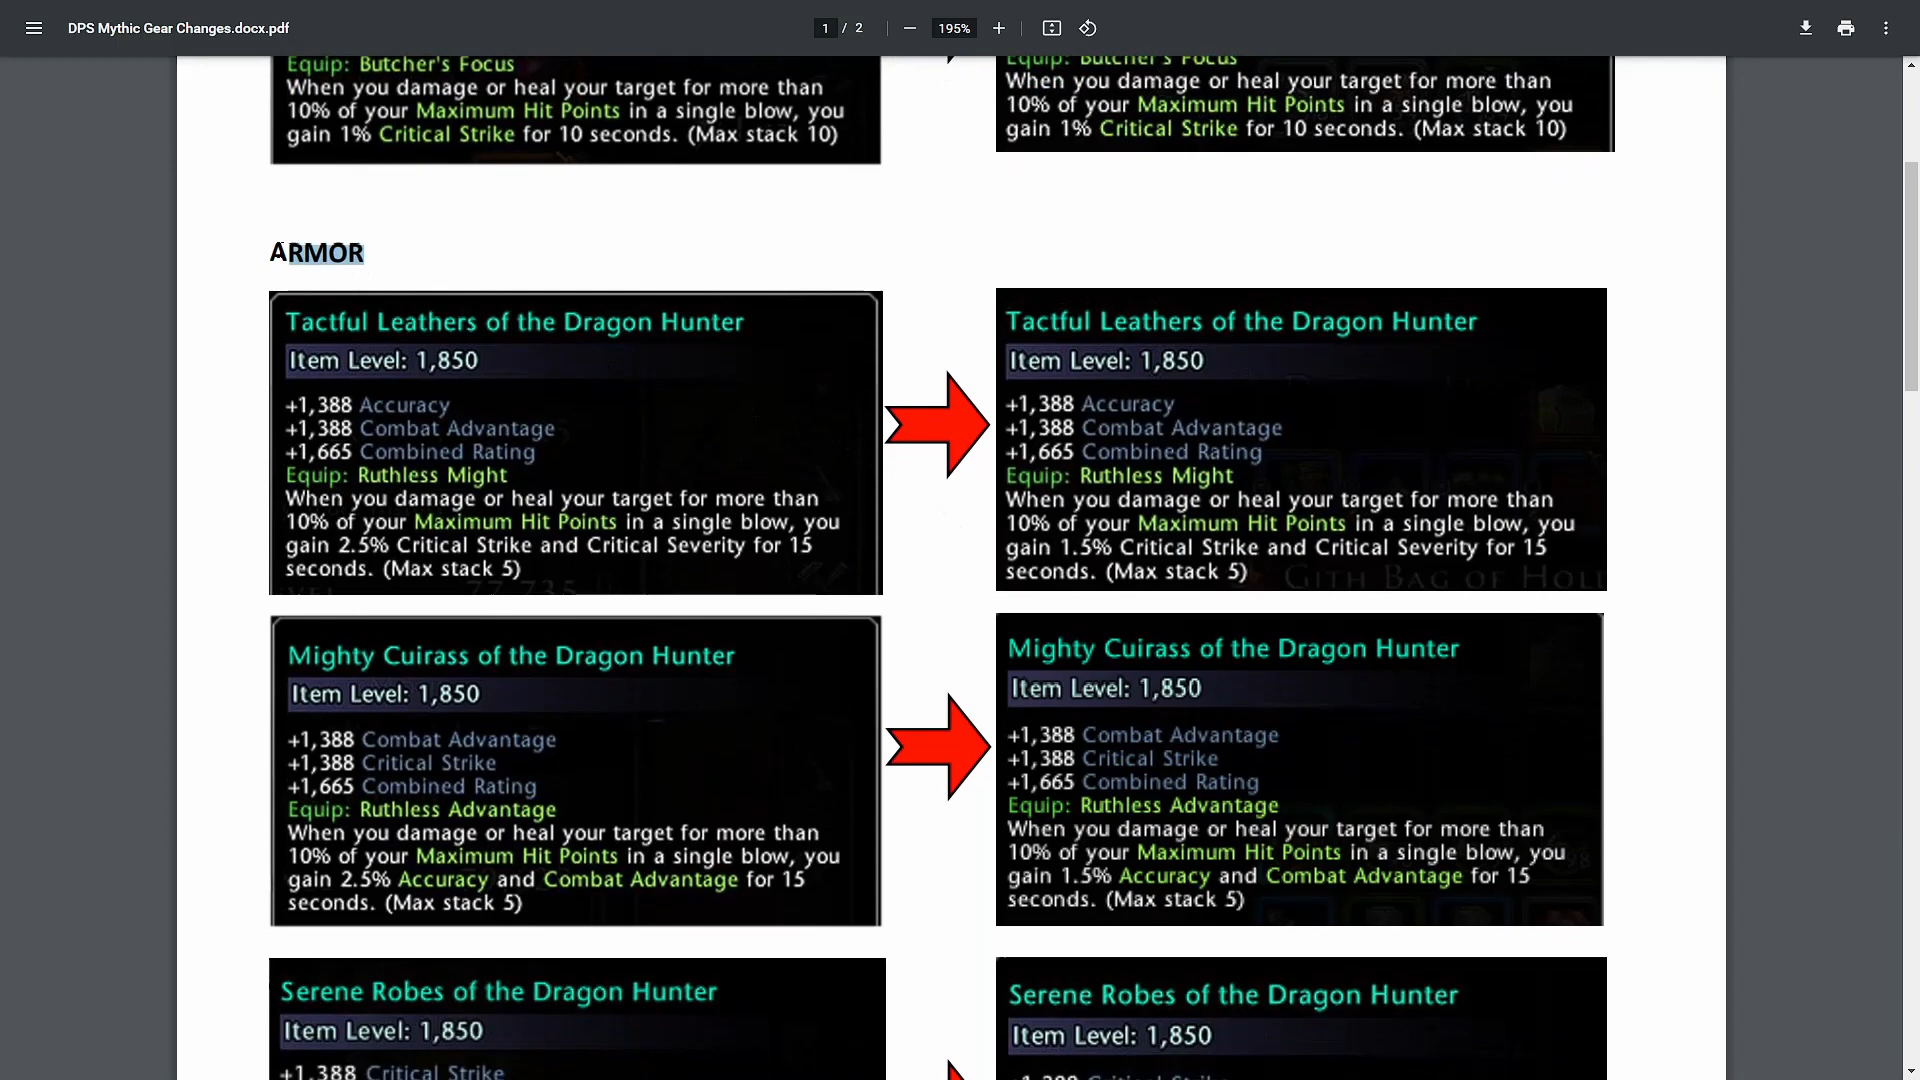 DPS Mythic Gear Changes.docx.pdf
1 / 2
195%
Equip: Butcher's Focus
When you damage or heal your target for more than
10% of your Maximum Hit Points in a single blow, you
gain 1% Critical Strike for 10 seconds. (Max stack 10)
Equip: Butcher's Focus
When you damage or heal your target for more than
10% of your Maximum Hit Points in a single blow, you
gain 1% Critical Strike for 10 seconds. (Max stack 10)
ARMOR
Tactful Leathers of the Dragon Hunter
Item Level: 1,850
+1,388 Accuracy
+1,388 Combat Advantage
+1,665 Combined Rating
Equip: Ruthless Might
When you damage or heal your target for more than
10% of your Maximum Hit Points in a single blow, you
gain 2.5% Critical Strike and Critical Severity for 15
seconds. (Max stack 5)
77,735
Tactful Leathers of the Dragon Hunter
Item Level: 1,850
+1,388 Accuracy
+1,388 Combat Advantage
+1,665 Combined Rating
Equip: Ruthless Might
When you damage or heal your target for more than
10% of your Maximum Hit Points in a single blow, you
gain 1.5% Critical Strike and Critical Severity for 15
seconds. (Max stack 5)
GITH BAG OF HOL
Mighty Cuirass of the Dragon Hunter
Item Level: 1,850
+1,388 Combat Advantage
+1,388 Critical Strike
+1,665 Combined Rating
Equip: Ruthless Advantage
When you damage or heal your target for more than
10% of your Maximum Hit Points in a single blow, you
gain 2.5% Accuracy and Combat Advantage for 15
seconds. (Max stack 5)
Mighty Cuirass of the Dragon Hunter
Item Level: 1,850
+1,388 Combat Advantage
+1,388 Critical Strike
+1,665 Combined Rating
Equip: Ruthless Advantage
When you damage or heal your target for more than
10% of your Maximum Hit Points in a single blow, you
gain 1.5% Accuracy and Combat Advantage for 15
seconds. (Max stack 5)
Serene Robes of the Dragon Hunter
Item Level: 1,850
+1,388 Critical Strike
Serene Robes of the Dragon Hunter
Item Level: 1,850